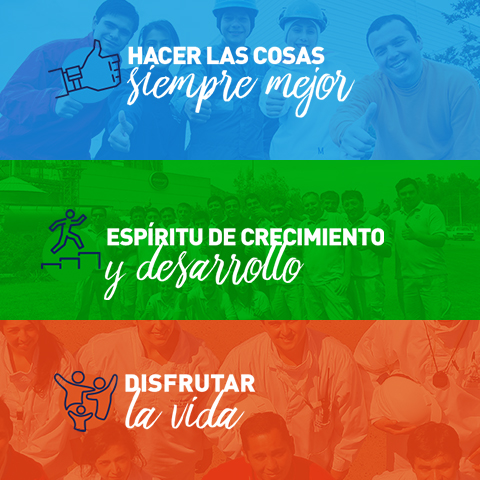 HACER LAS COSAS
siempre mejor
ESPÍRITU DE CRECIMIENTO
y desarrollo
DISFRUTAR
la vida